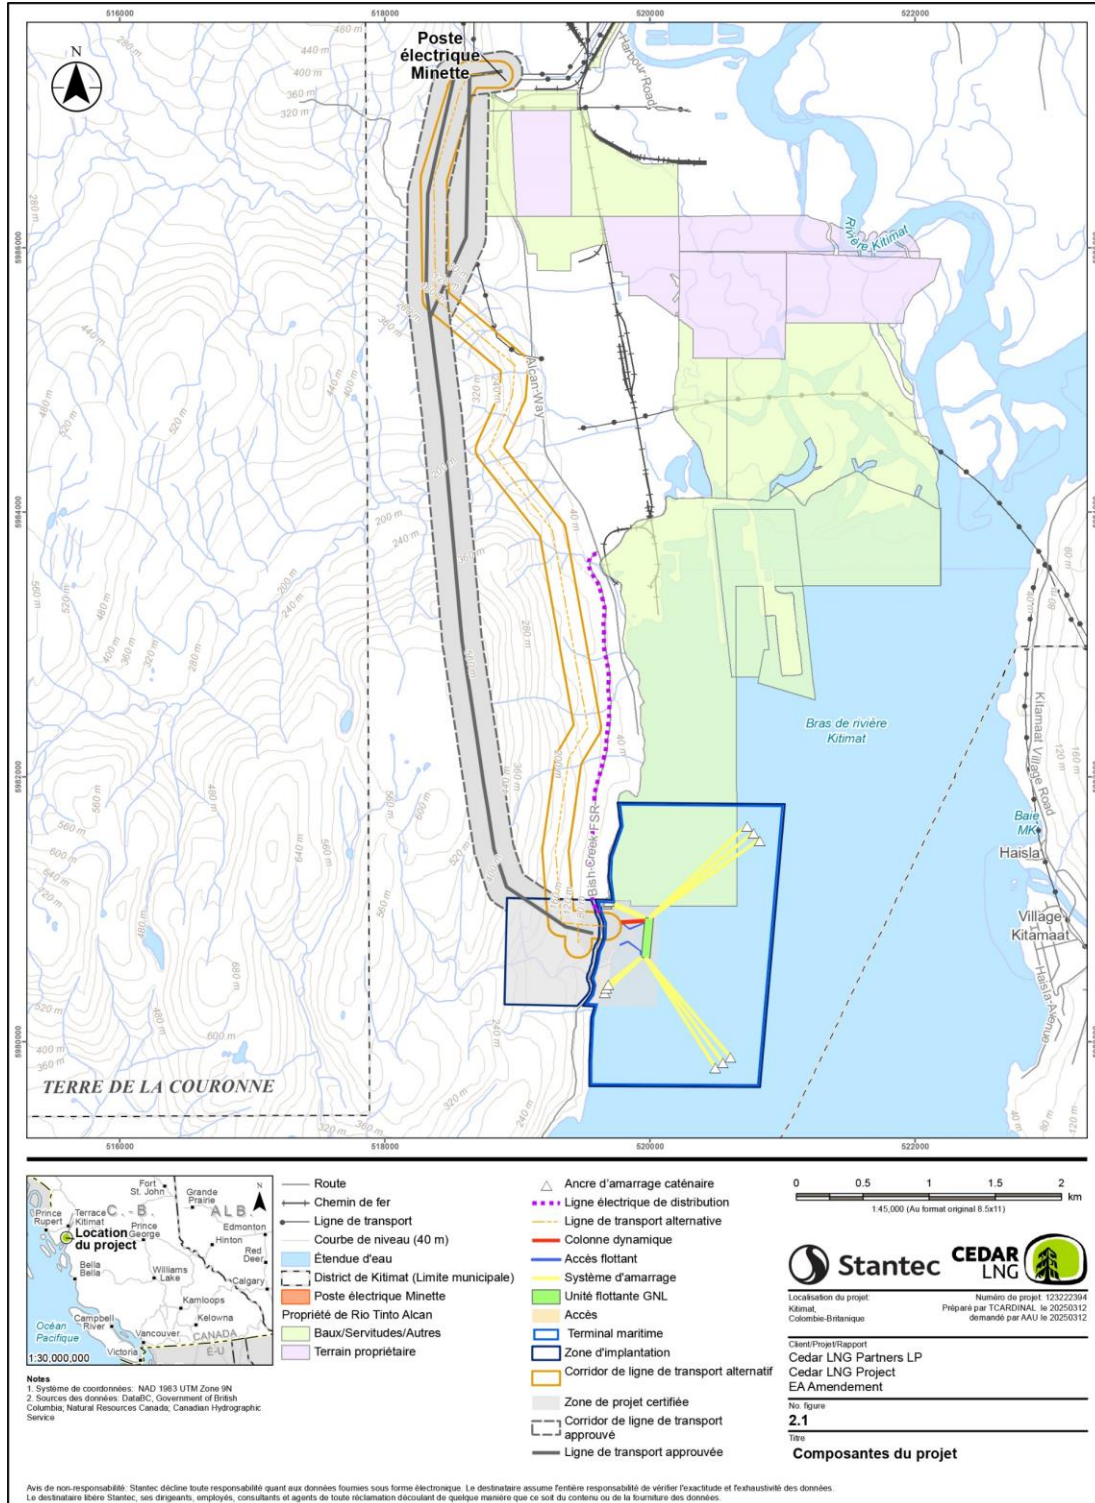 516000
518000
520000
522000
N
Poste
électrique
Minette
Harbour Road
Rivière Kitimat
Alcan Way
Bish Creek FSR
Bras de rivière
Kitimat
Kitamaat Village Road
Baie
MK
Haisla
Village
Kitamaat
Haisla Avenue
TERRE DE LA COURONNE
5986000
5984000
5982000
5980000
516000
518000
520000
522000
Fort
St. John
Grande
Prairie
C. - B.
ALB.
Prince
Rupert
Terrace
Kitimat
Prince
George
Edmonton
Location
du project
Hinton
Red
Deer
Bella
Bella
Williams
Lake
Calgary
Kamloops
Campbell
River
Kelowna
Océan
Pacifique
Vancouver
CANADA
É-U
Victoria
1:30,000,000
Notes
1. Système de coordonnées: NAD 1983 UTM Zone 9N
2. Sources des données: DataBC, Government of British
Columbia; Natural Resources Canada; Canadian Hydrographic
Service
Route
Chemin de fer
Ligne de transport
Courbe de niveau (40 m)
Étendue d'eau
District de Kitimat (Limite municipale)
Poste électrique Minette
Propriété de Rio Tinto Alcan
Baux/Servitudes/Autres
Terrain propriétaire
Ancre d'amarrage caténaire
Ligne électrique de distribution
Ligne de transport alternative
Colonne dynamique
Accès flottant
Système d'amarrage
Unité flottante GNL
Accès
Terminal maritime
Zone d'implantation
Corridor de ligne de transport alternatif
Zone de projet certifiée
Corridor de ligne de transport
approuvé
Ligne de transport approuvée
0 0.5 1 1.5 2
km
1:45,000 (Au format original 8.5x11)
Stantec
CEDAR
LNG
Localisation du projet:
Kitimat,
Colombie-Britanique
Numéro de projet: 123222394
Préparé par TCARDINAL le 20250312
demandé par AAU le 20250312
Client/Projet/Rapport
Cedar LNG Partners LP
Cedar LNG Project
EA Amendement
No. figure
2.1
Titre
Composantes du projet
Avis de non-responsabilité: Stantec décline toute responsabilité quant aux données fournies sous forme électronique. Le destinataire assume l'entière responsabilité de vérifier l'exactitude et l'exhaustivité des données.
Le destinataire libère Stantec, ses dirigeants, employés, consultants et agents de toute réclamation découlant de quelque manière que ce soit du contenu ou de la fourniture des données.